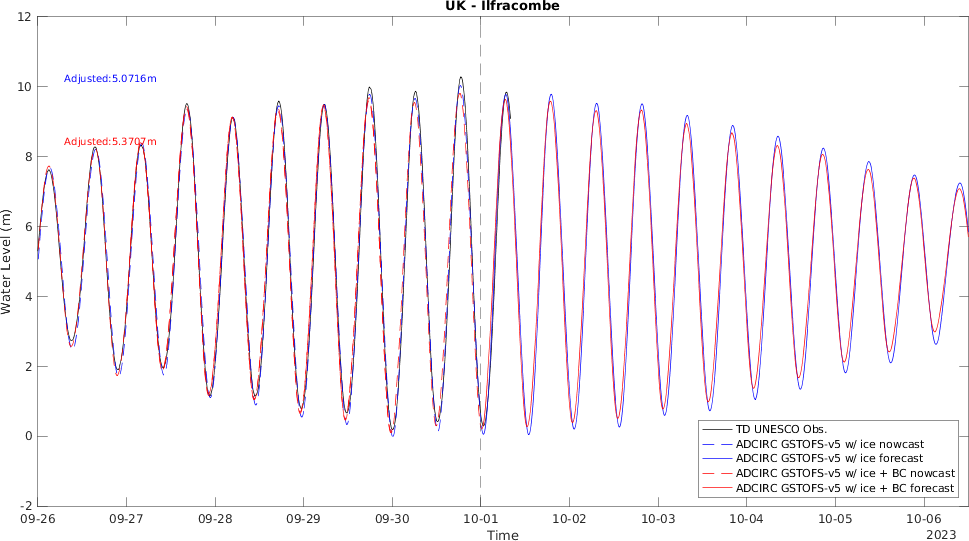 UK - Ilfracombe
12
10
8
6
4
2
0
-2
Water Level (m)
Adjusted:5.0716m
Adjusted:5.3707m
TD UNESCO Obs.
ADCIRC GSTOFS-v5 w/ ice nowcast
ADCIRC GSTOFS-v5 w/ ice forecast
ADCIRC GSTOFS-v5 w/ ice + BC nowcast
ADCIRC GSTOFS-v5 w/ ice + BC forecast
09-26 09-27 09-28 09-29 09-30 10-01 10-02 10-03 10-04 10-05 10-06
Time
2023